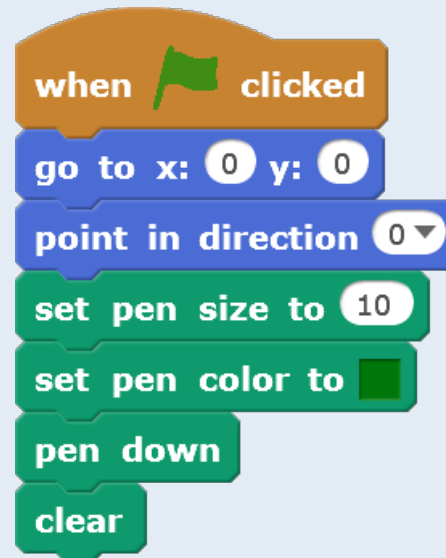 when clicked
go to x: 0 y: 0
point in direction 0
set pen size to 10
set pen color to
pen down
clear